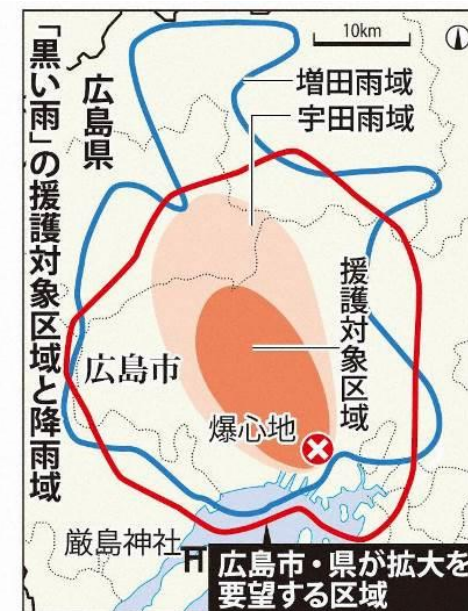 「黒い雨」の援護対象区域と降雨域
広島県
10km
増田雨域
宇田雨域
援護対象区域
広島市
爆心地
厳島神社
広島市・県が拡大を
要望する区域